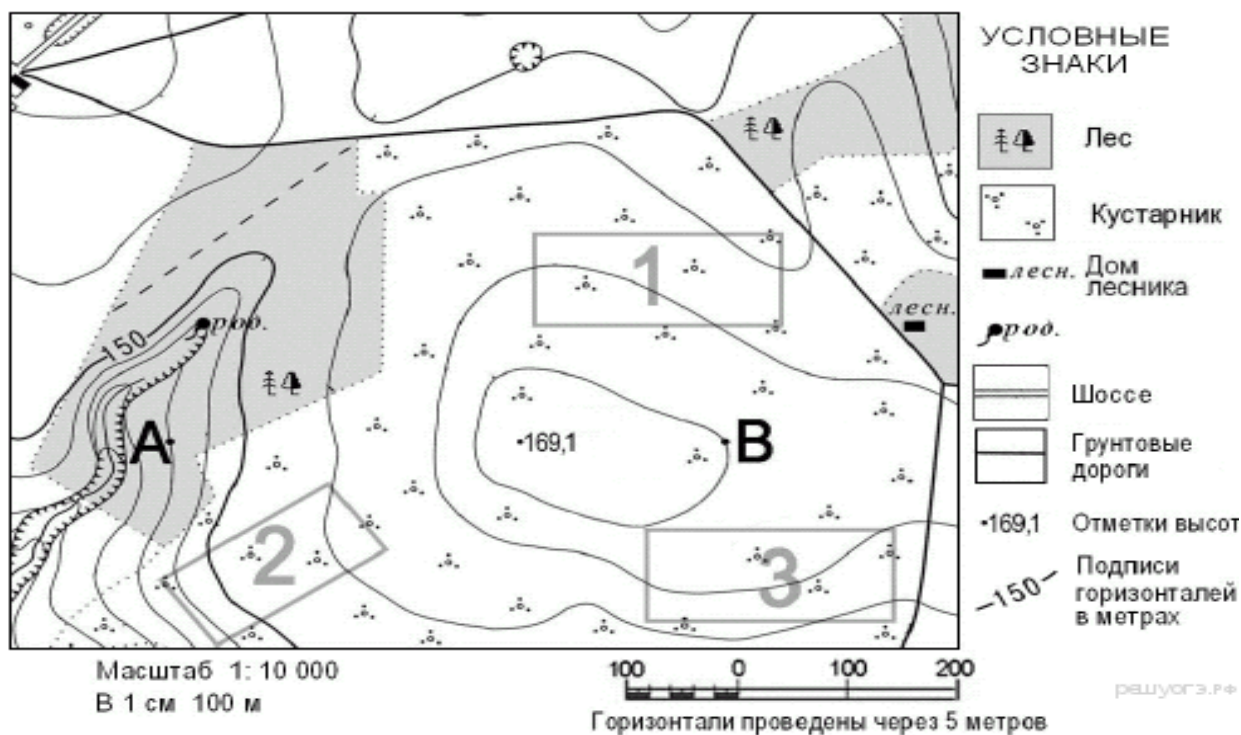 УСЛОВНЫЕ
ЗНАКИ
Лес
Кустарник
лесн. Дом
лесника
род.
Шоссе
Грунтовые
дороги
169,1 Отметки высот
150 Подписи
горизонталей
в метрах
1
лесн.
150
род.
А
169,1
В
2
3
Масштаб 1: 10 000
В 1 см 100 м
100 0 100 200
Горизонтали проведены через 5 метров
решуогэ.рф